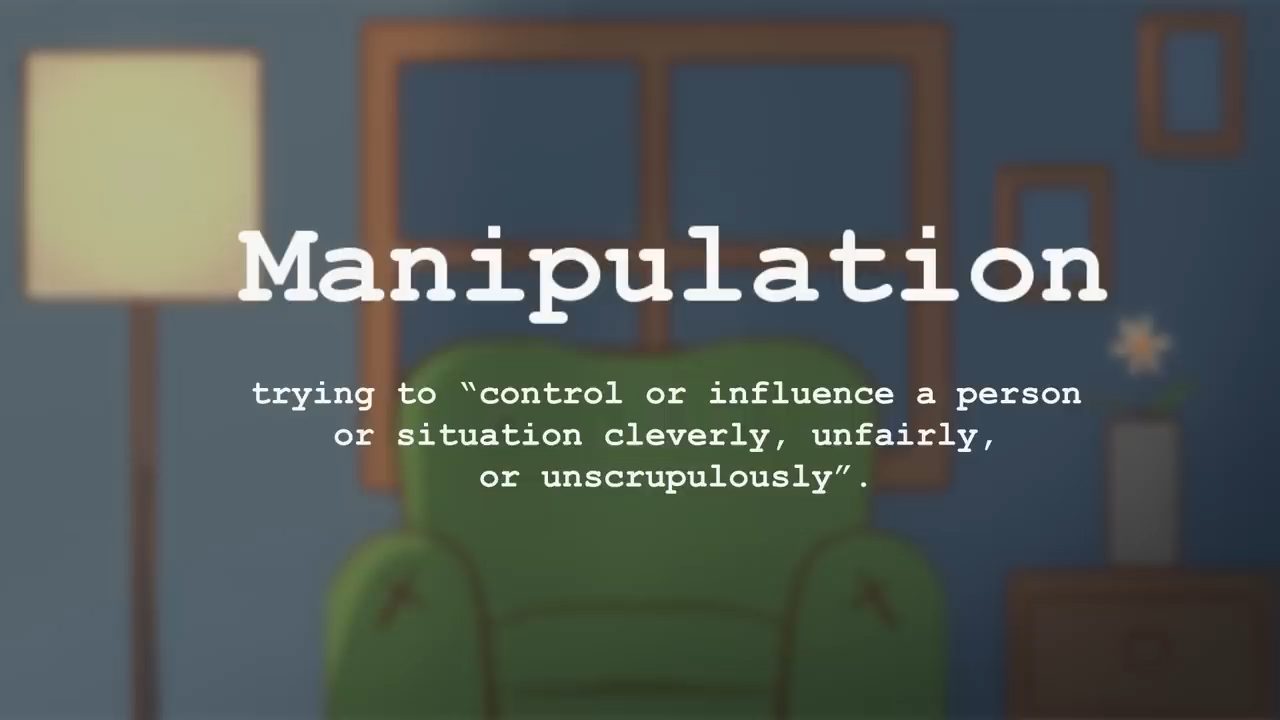 Manipulation
trying to “control or influence a person
or situation cleverly, unfairly,
or unscrupulously”.